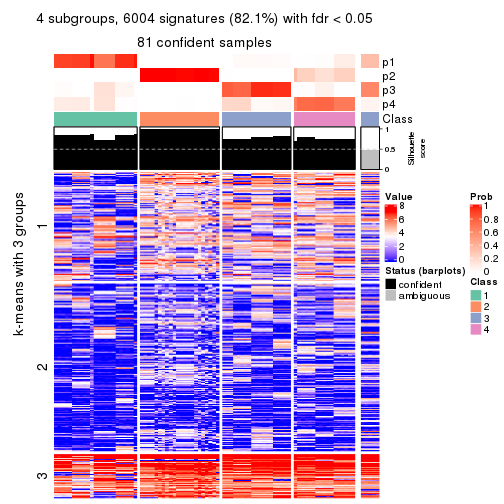 4 subgroups, 6004 signatures (82.1%) with fdr < 0.05
81 confident samples
p1
p2
p3
p4
Class
1
0.5
0
Silhouette
score
k-means with 3 groups
1
2
3
Value
8
6
4
2
0
Status (barplots)
confident
ambiguous
Prob
1
0.8
0.6
0.4
0.2
0
Class
1
2
3
4